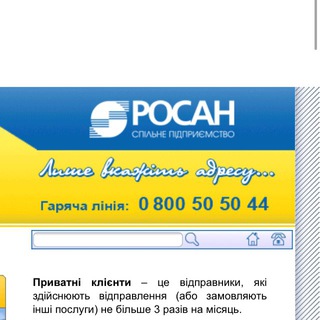 РОСАН
СПІЛЬНЕ ПІДПРИЄМСТВО
Лише вкажіть адресу...
Гаряча лінія: 0 800 50 50 44
Приватні клієнти – це відправники, які
здійснюють відправлення (або замовляють
інші послуги) не більше 3 разів на місяць.